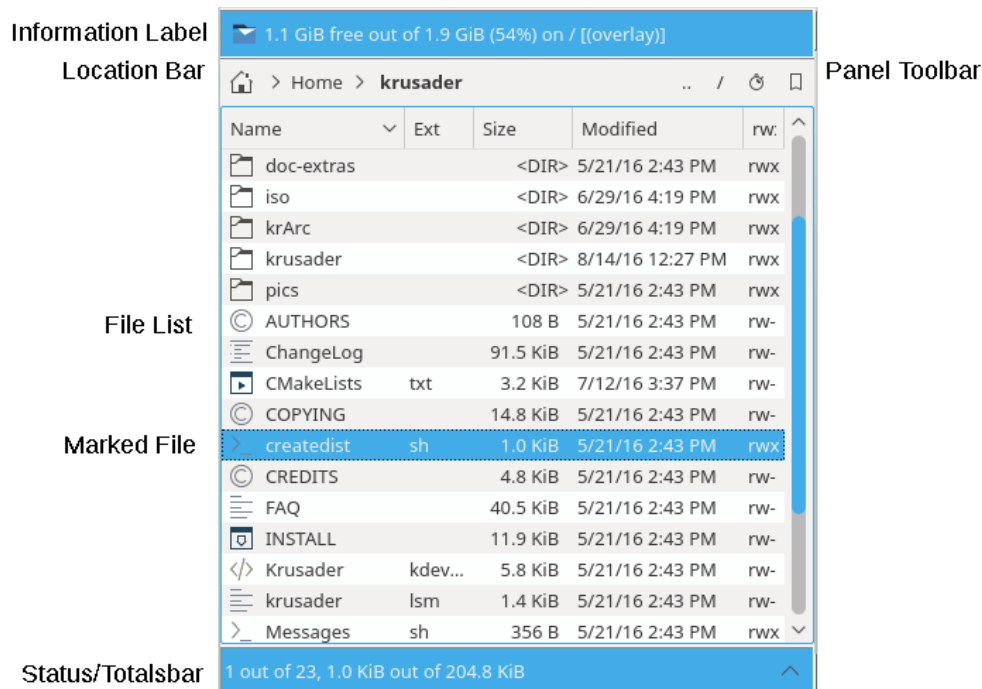 Information Label
1.1 GiB free out of 1.9 GiB (54%) on / [(overlay)]
Location Bar
> Home > krusader .. /
Panel Toolbar
Name Ext Size Modified rw:
doc-extras <DIR> 5/21/16 2:43 PM rwx
iso <DIR> 6/29/16 4:19 PM rwx
krArc <DIR> 6/29/16 4:19 PM rwx
krusader <DIR> 8/14/16 12:27 PM rwx
pics <DIR> 5/21/16 2:43 PM rwx
File List
AUTHORS 108 B 5/21/16 2:43 PM rw-
ChangeLog 91.5 KiB 5/21/16 2:43 PM rw-
CMakeLists txt 3.2 KiB 7/12/16 3:37 PM rw-
COPYING 14.8 KiB 5/21/16 2:43 PM rw-
Marked File
createdist sh 1.0 KiB 5/21/16 2:43 PM rwx
CREDITS 4.8 KiB 5/21/16 2:43 PM rw-
FAQ 40.5 KiB 5/21/16 2:43 PM rw-
INSTALL 11.9 KiB 5/21/16 2:43 PM rw-
Krusader kdev... 5.8 KiB 5/21/16 2:43 PM rw-
krusader lsm 1.4 KiB 5/21/16 2:43 PM rw-
Messages sh 356 B 5/21/16 2:43 PM rwx
Status/Totalsbar
1 out of 23, 1.0 KiB out of 204.8 KiB